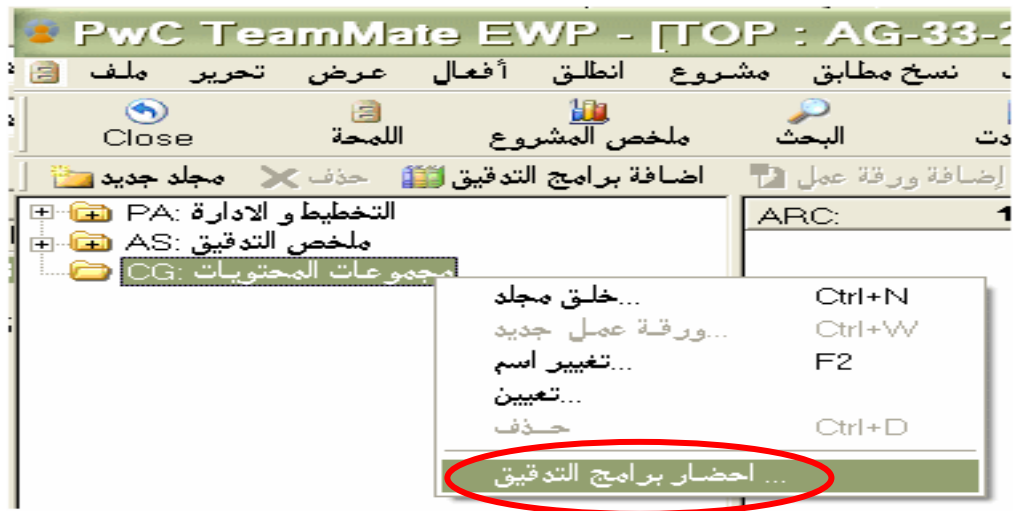 PwC TeamMate EWP - [TOP : AG-33-2
ملف تحرير عرض أفعال انطلق مشروع نسخ مطابق
Close اللمحة ملخص المشروع البحث
مجلد جديد حذف اضافة برامج التدقيق إضافة ورقة عمل
PA: التخطيط و الادارة
AS: ملخص التدقيق
CG: مجموعات المحتويات
ARC: 1
خلق مجلد... Ctrl+N
ورقة عمل جديد... Ctrl+W
تغيير اسم... F2
تعيين...
حذف Ctrl+D
احضار برامج التدقيق ...